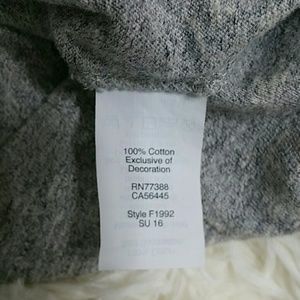 100% Cotton
Exclusive of
Decoration
RN77388
CA56445
Style F1992
SU 16